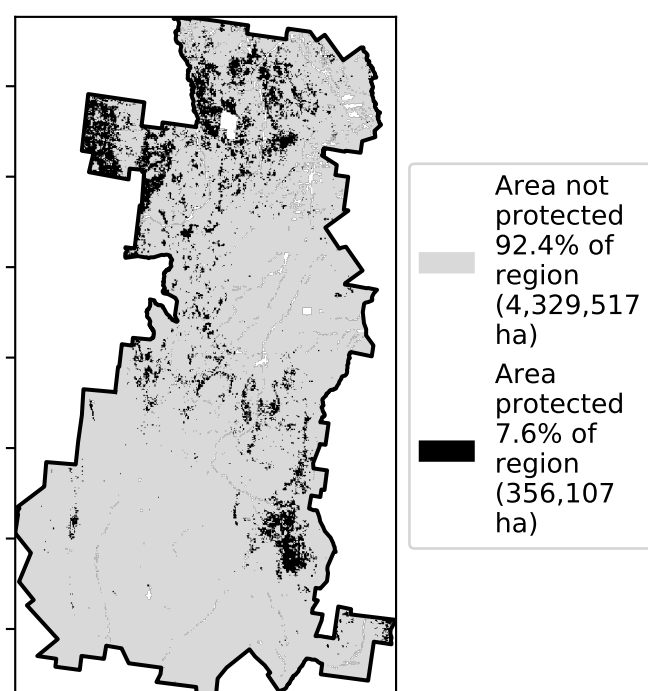 Area not
protected
92.4% of
region
(4,329,517
ha)
Area
protected
7.6% of
region
(356,107
ha)